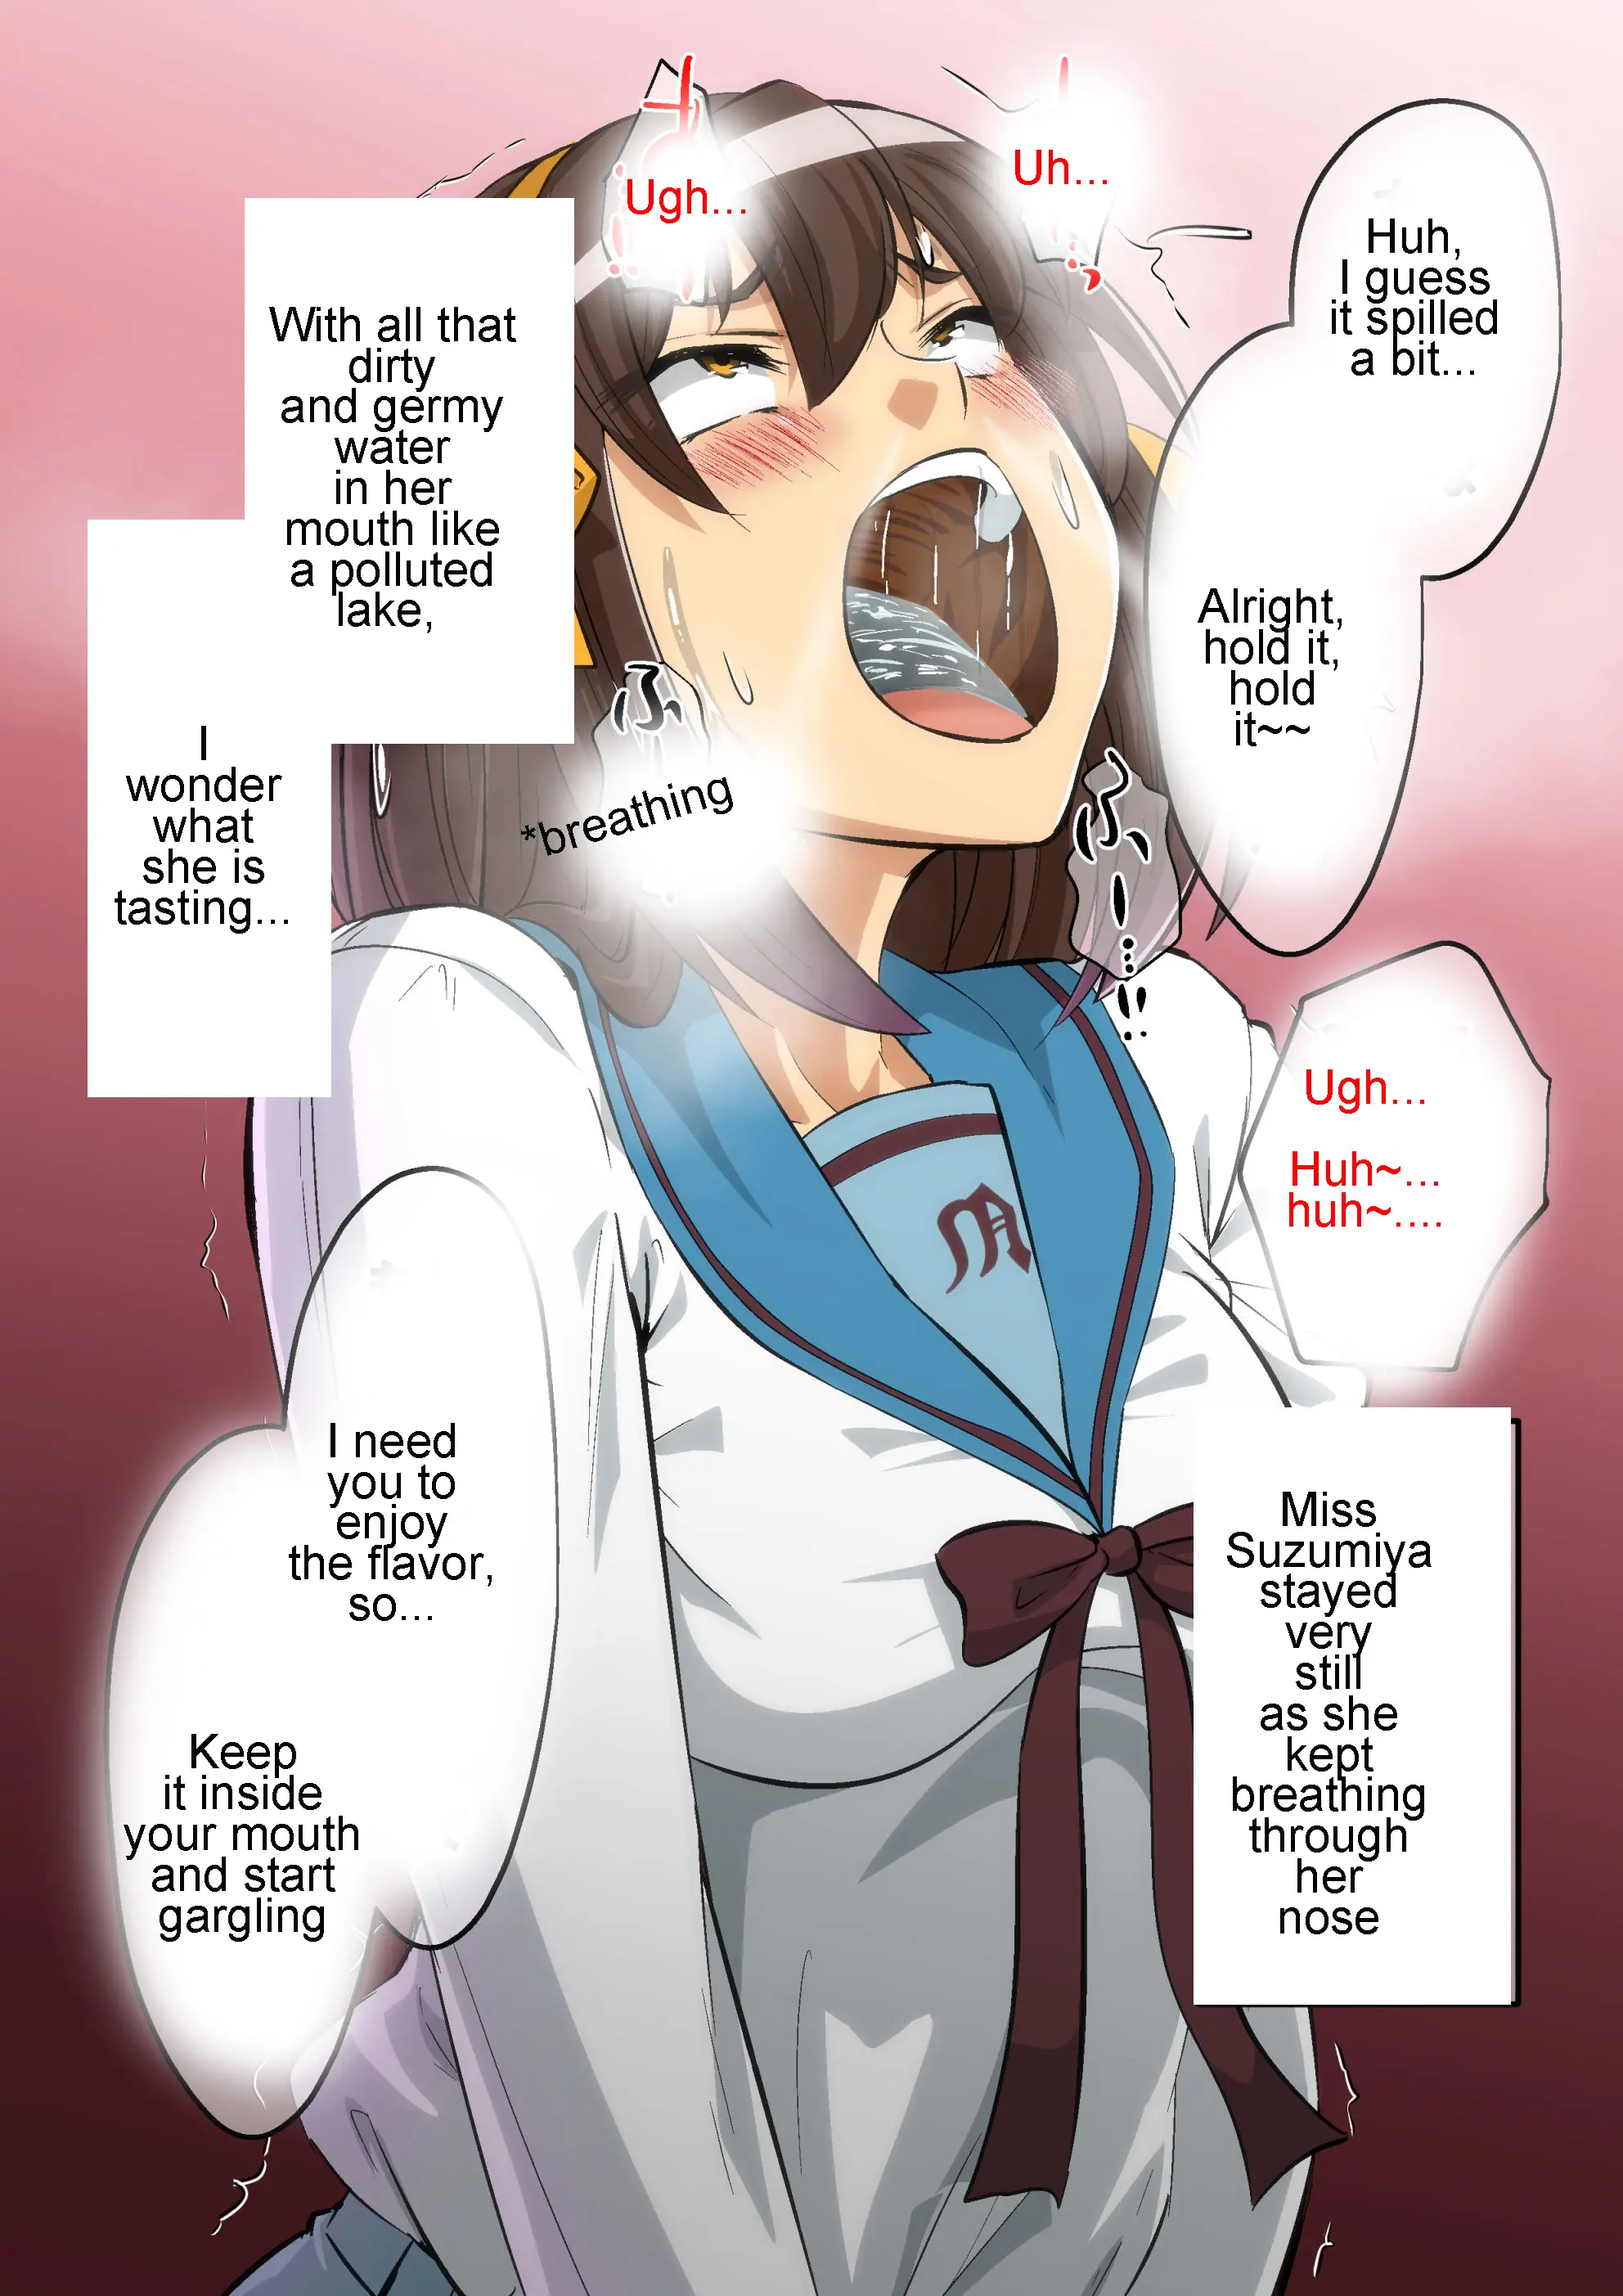 Uh...
Ugh...
Huh,
I guess
it spilled
a bit...
Alright,
hold it,
hold
it~~
With all that
dirty
and germy
water
in her
mouth like
a polluted
lake,
I
wonder
what
she is
tasting...
ふ
*breathing
ふ
Ugh...
Huh~...
huh~....
I need
you to
enjoy
the flavor,
so...
Keep
it inside
your mouth
and start
gargling
Miss
Suzumiya
stayed
very
still
as she
kept
breathing
through
her
nose